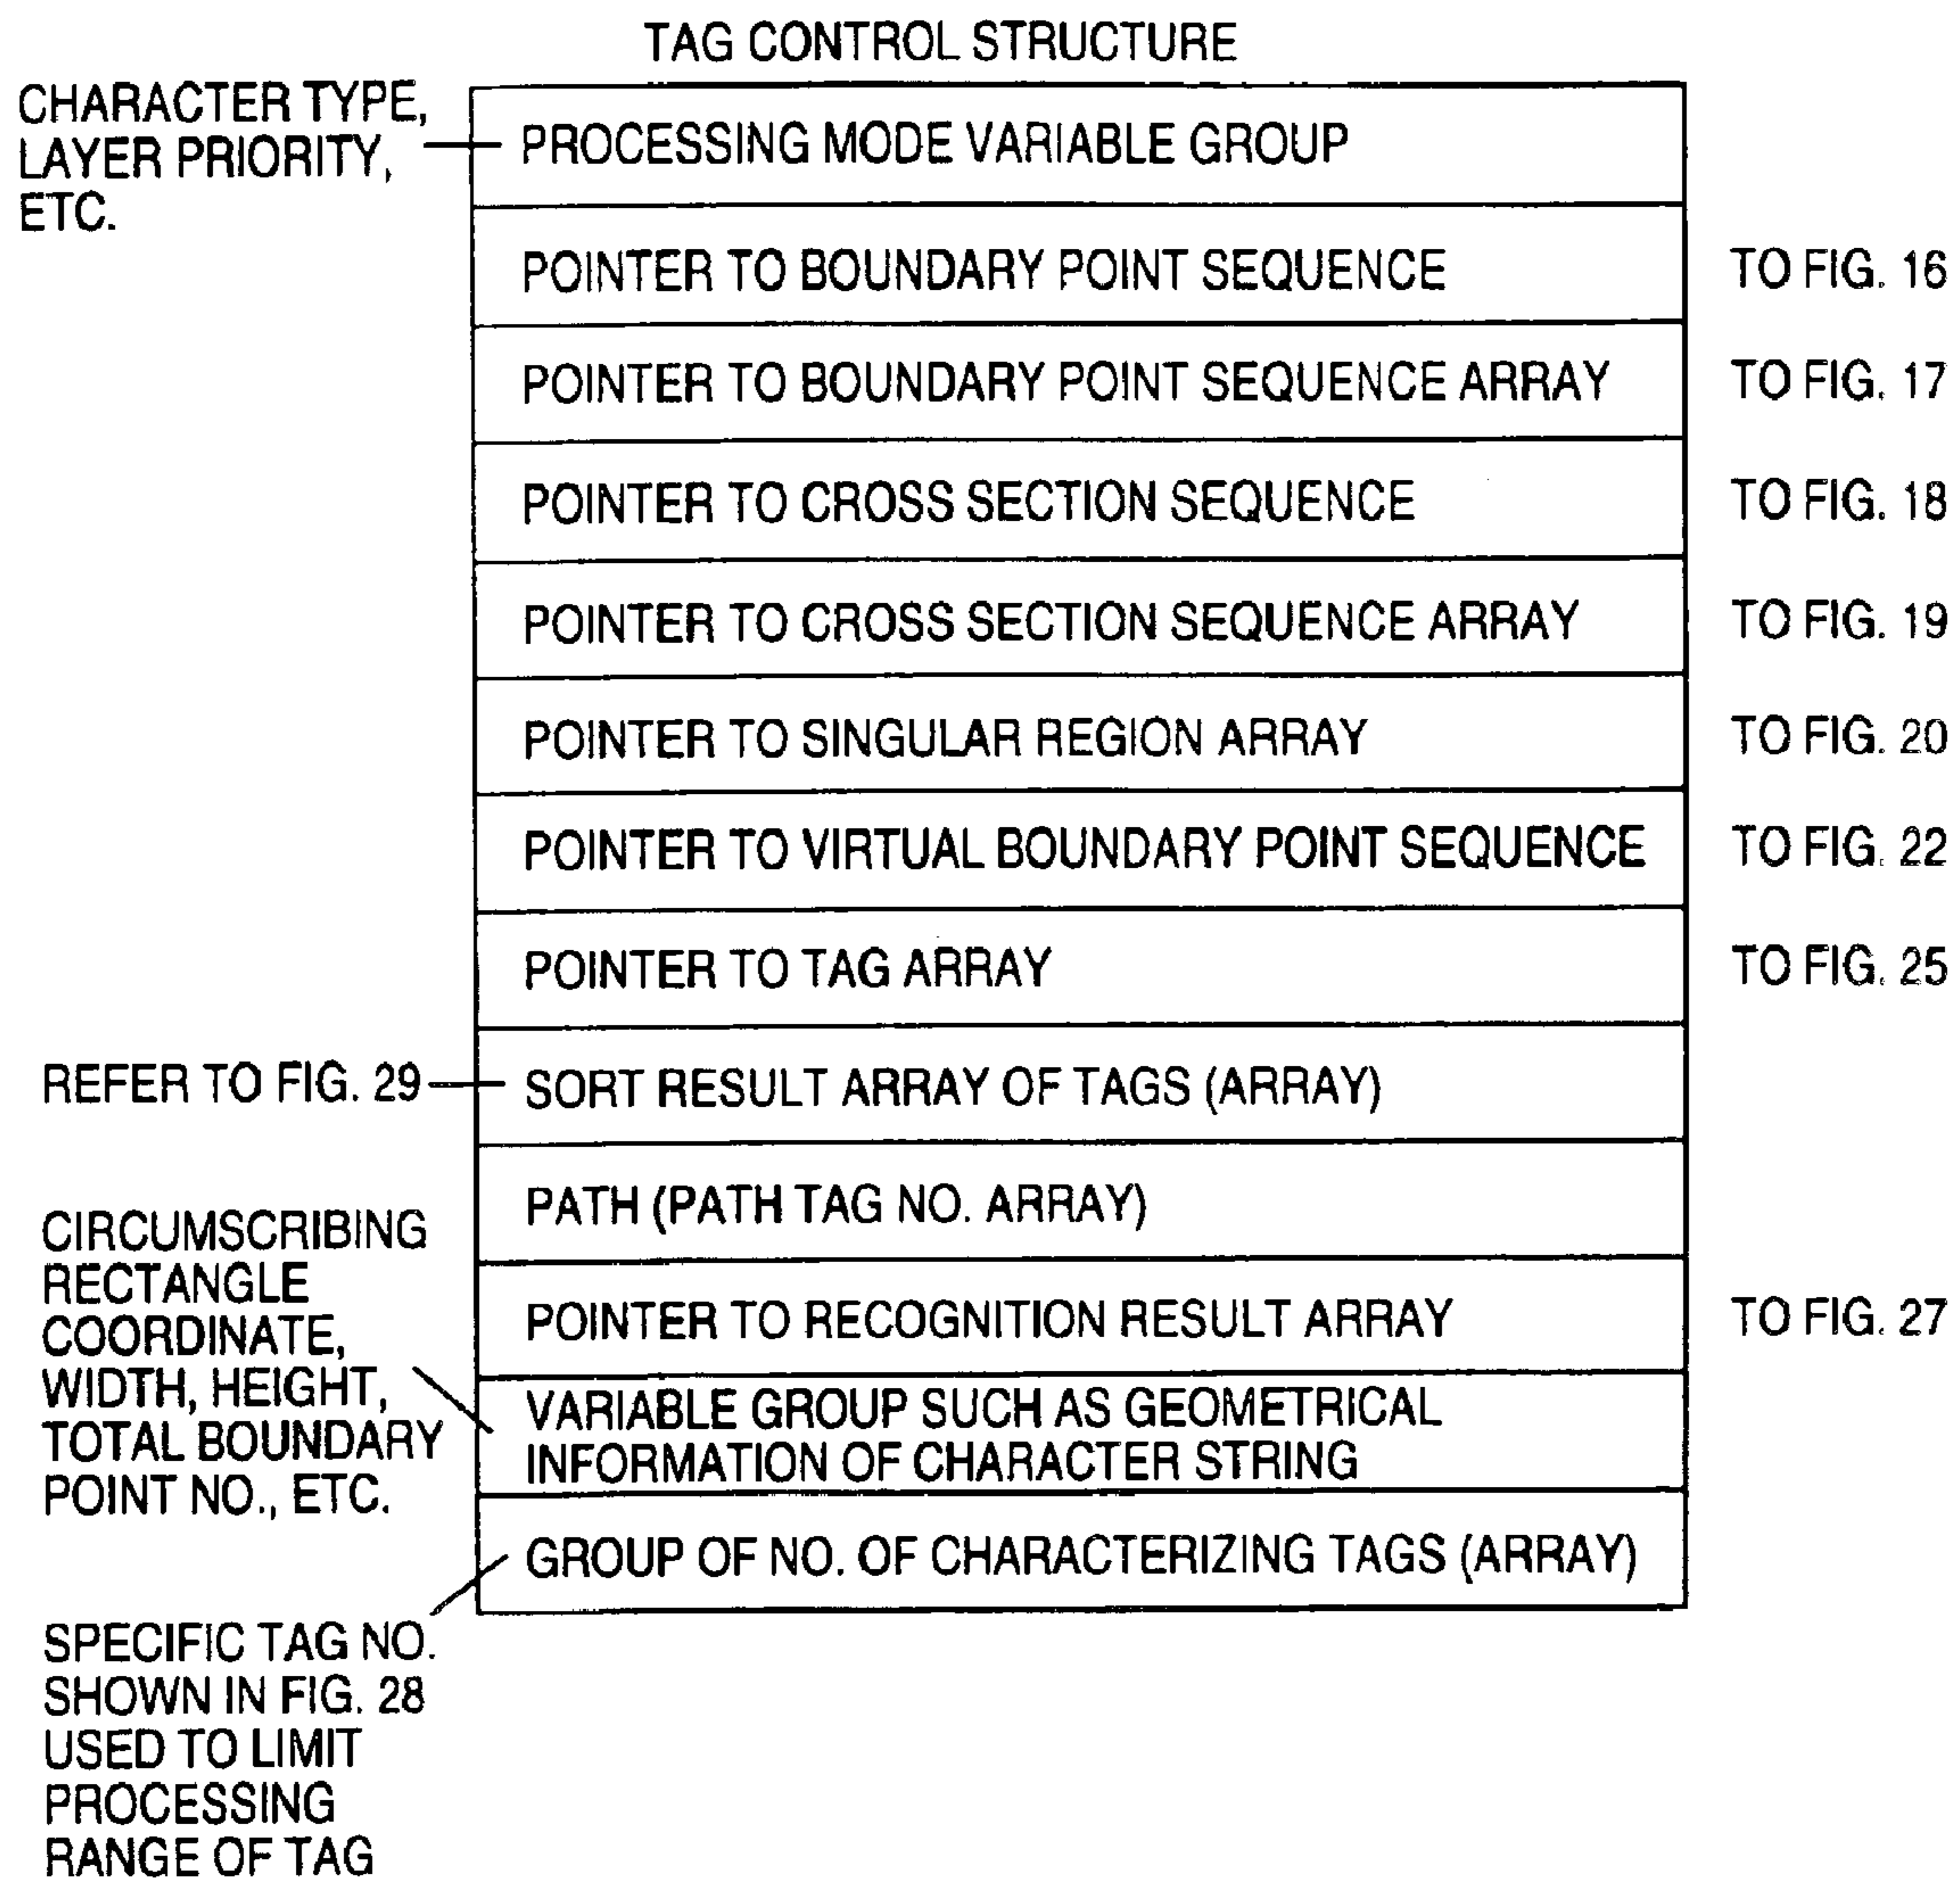 TAG CONTROL STRUCTURE
CHARACTER TYPE,
LAYER PRIORITY,
ETC.
PROCESSING MODE VARIABLE GROUP
POINTER TO BOUNDARY POINT SEQUENCE
TO FIG. 16
POINTER TO BOUNDARY POINT SEQUENCE ARRAY
TO FIG. 17
POINTER TO CROSS SECTION SEQUENCE
TO FIG. 18
POINTER TO CROSS SECTION SEQUENCE ARRAY
TO FIG. 19
POINTER TO SINGULAR REGION ARRAY
TO FIG. 20
POINTER TO VIRTUAL BOUNDARY POINT SEQUENCE
TO FIG. 22
POINTER TO TAG ARRAY
TO FIG. 25
REFER TO FIG. 29
SORT RESULT ARRAY OF TAGS (ARRAY)
PATH (PATH TAG NO. ARRAY)
POINTER TO RECOGNITION RESULT ARRAY
TO FIG. 27
CIRCUMSCRIBING
RECTANGLE
COORDINATE,
WIDTH, HEIGHT,
TOTAL BOUNDARY
POINT NO., ETC.
VARIABLE GROUP SUCH AS GEOMETRICAL
INFORMATION OF CHARACTER STRING
GROUP OF NO. OF CHARACTERIZING TAGS (ARRAY)
SPECIFIC TAG NO.
SHOWN IN FIG. 28
USED TO LIMIT
PROCESSING
RANGE OF TAG